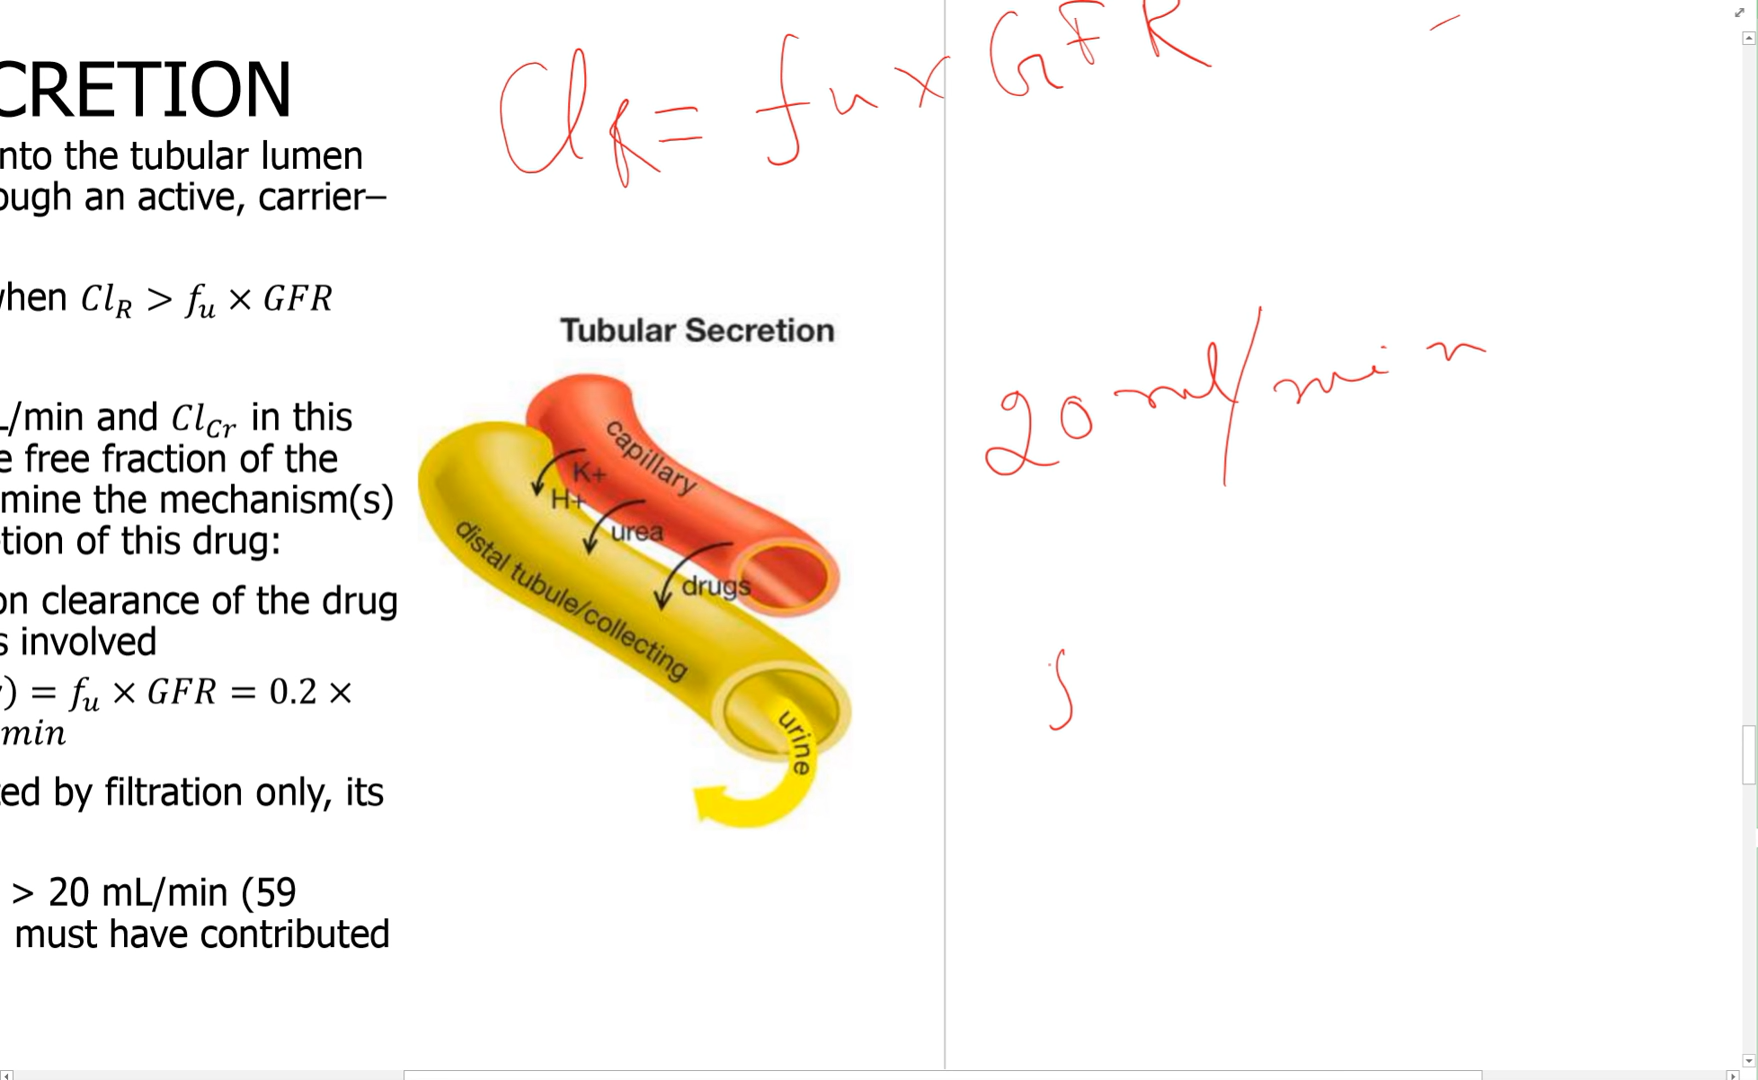 CRETION
nto the tubular lumen
ough an active, carrier–
when Cl_R > f_u × GFR
L/min and Cl_Cr in this
e free fraction of the
mine the mechanism(s)
tion of this drug:
on clearance of the drug
s involved
) = f_u × GFR = 0.2 ×
min
ed by filtration only, its
> 20 mL/min (59
must have contributed
Cl_R = fu × GFR
Tubular Secretion
capillary
K+
H+
urea
drugs
distal tubule/collecting
urine
20 ml/min